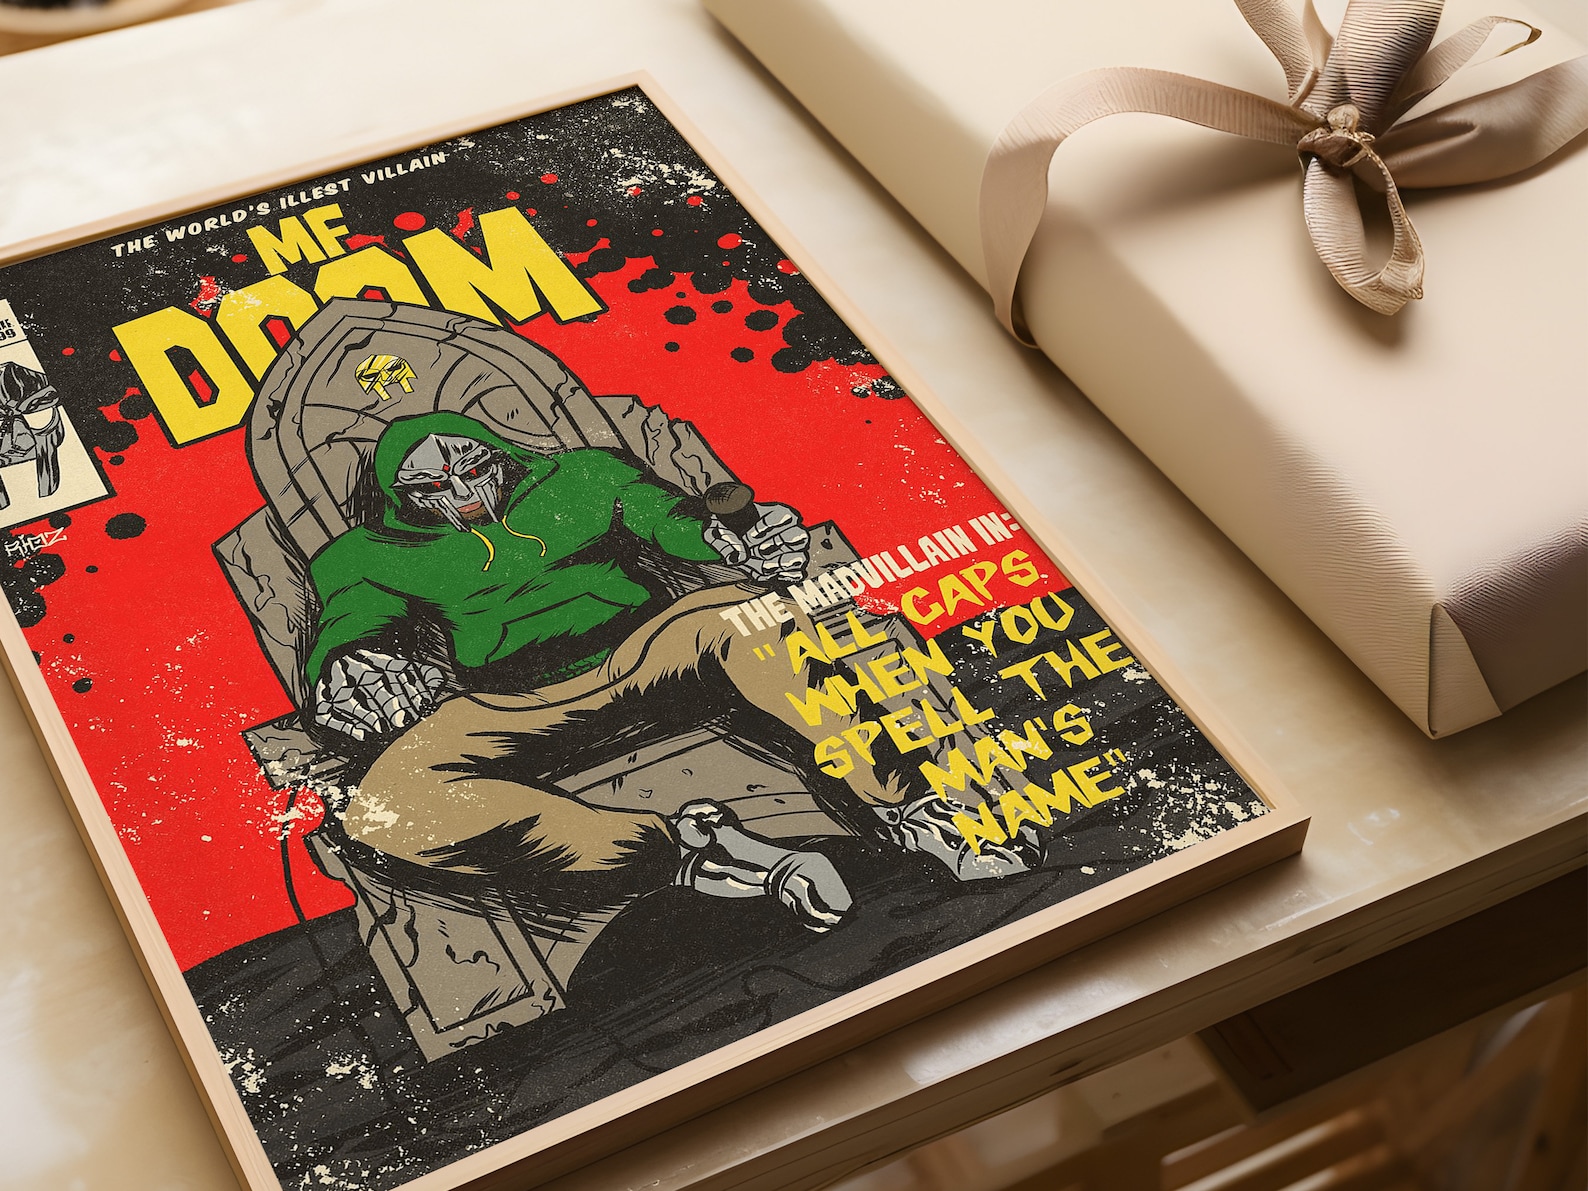 THE WORLD'S ILLEST VILLAIN
MF
DOOM
THE MADVILLAIN IN:
"ALL CAPS
WHEN YOU
SPELL THE
MAN'S
NAME"